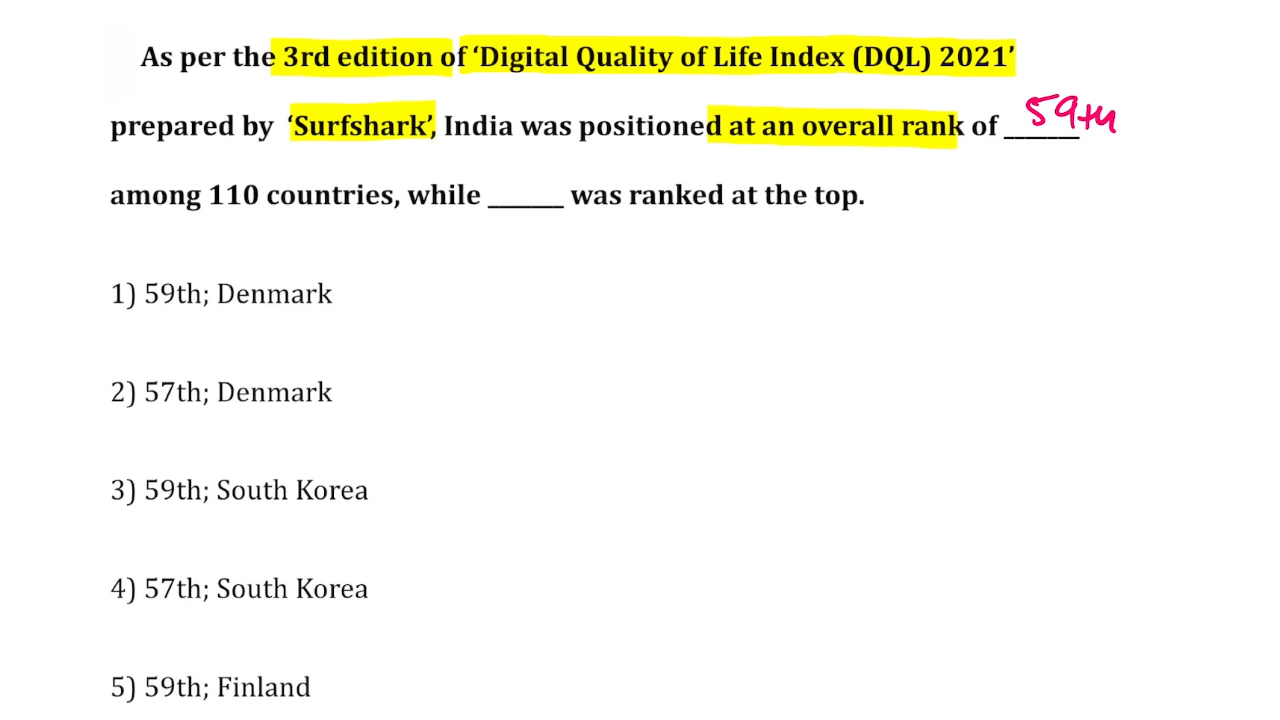 As per the 3rd edition of ‘Digital Quality of Life Index (DQL) 2021’
prepared by ‘Surfshark’, India was positioned at an overall rank of _______ 59th
among 110 countries, while _______ was ranked at the top.
1) 59th; Denmark
2) 57th; Denmark
3) 59th; South Korea
4) 57th; South Korea
5) 59th; Finland